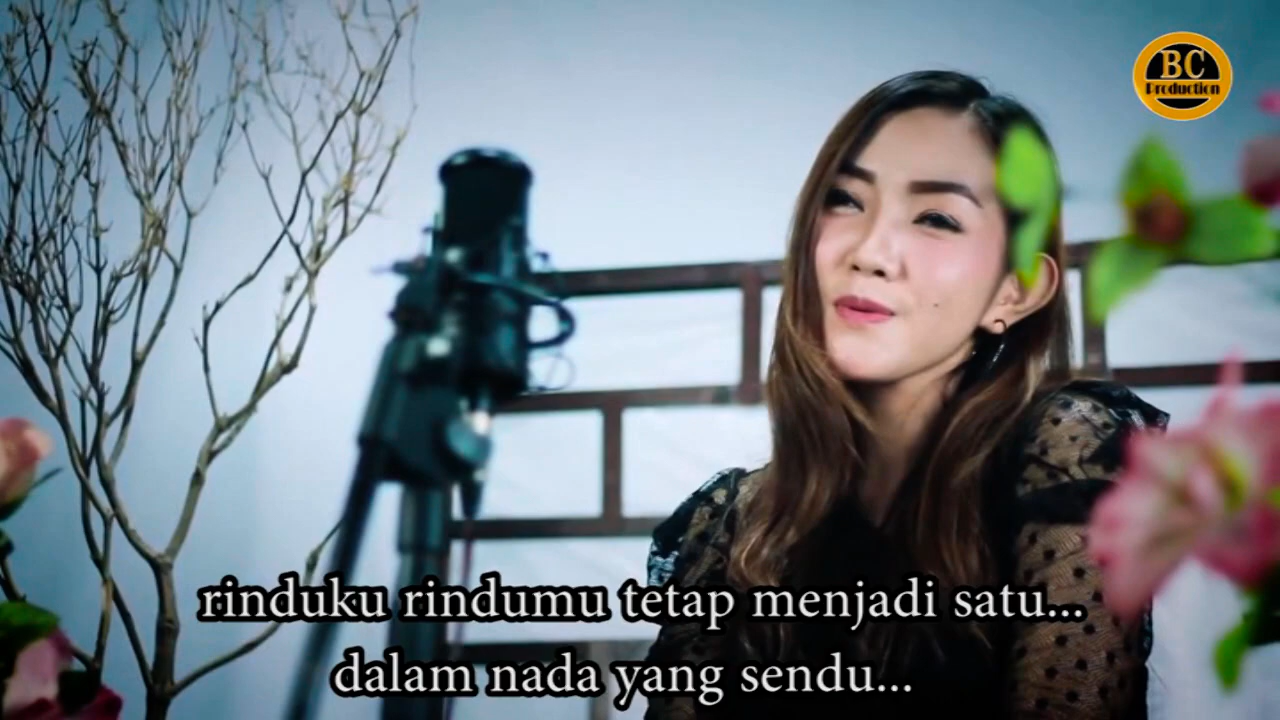 BC
Production
rinduku rindumu tetap menjadi satu...
dalam nada yang sendu...